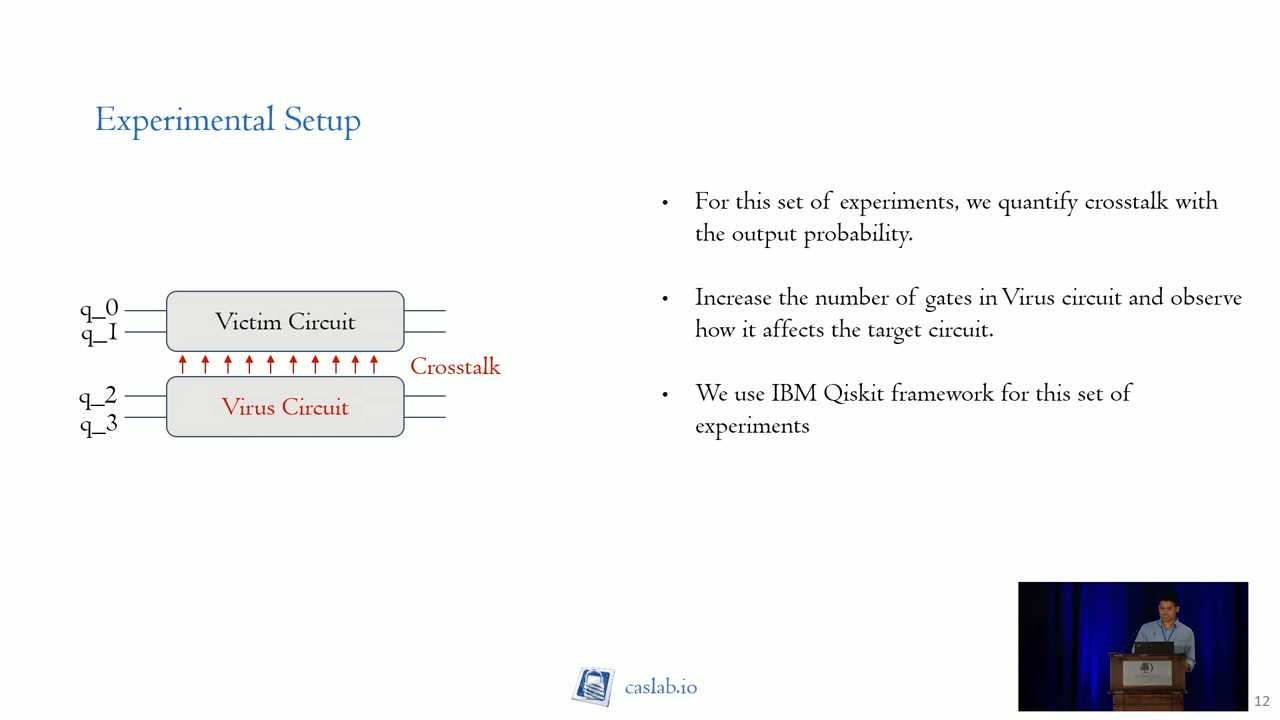 Experimental Setup
q_0
q_1
Victim Circuit
Crosstalk
q_2
q_3
Virus Circuit
• For this set of experiments, we quantify crosstalk with
the output probability.
• Increase the number of gates in Virus circuit and observe
how it affects the target circuit.
• We use IBM Qiskit framework for this set of
experiments
caslab.io
12